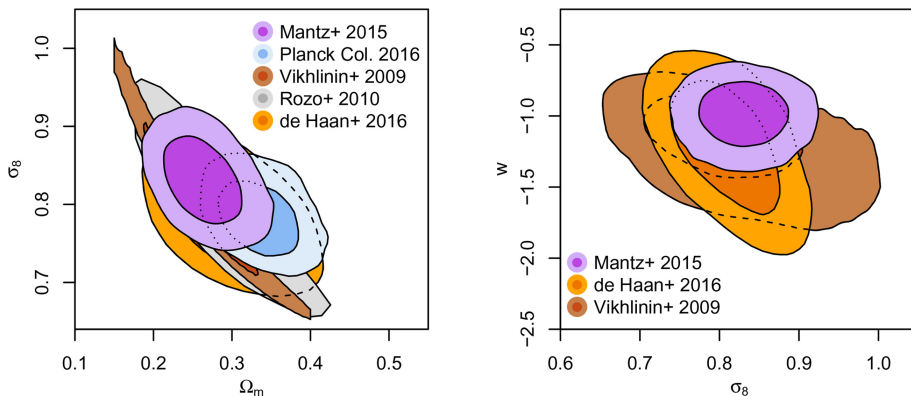 Mantz+ 2015
Planck Col. 2016
Vikhlinin+ 2009
Rozo+ 2010
de Haan+ 2016
σ8
1.0
0.9
0.8
0.7
0.1 0.2 0.3 0.4 0.5
Ωm
w
−0.5
−1.0
−1.5
−2.0
−2.5
Mantz+ 2015
de Haan+ 2016
Vikhlinin+ 2009
0.6 0.7 0.8 0.9 1.0
σ8